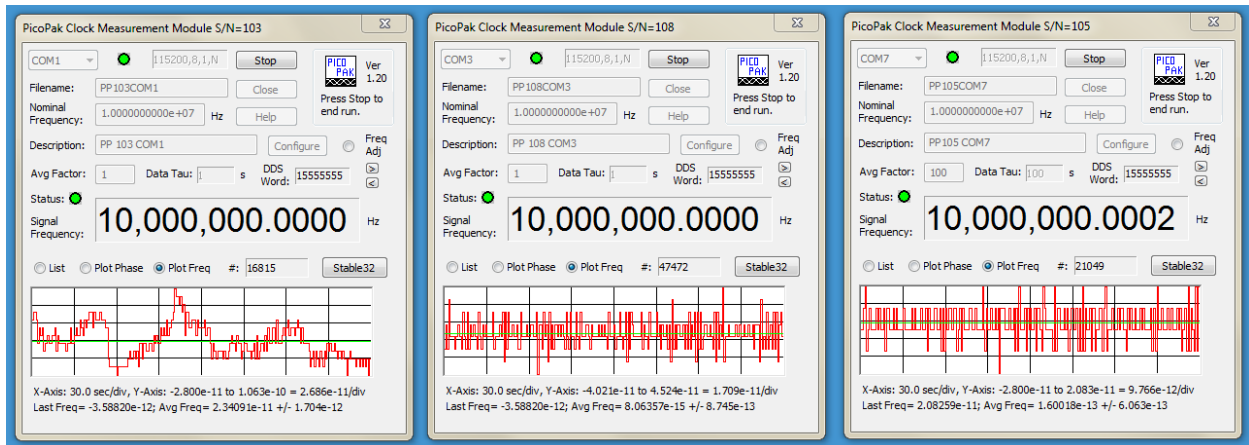 PicoPak Clock Measurement Module S/N=103
COM1
115200,8,1,N
Stop
PICO
PAK
Ver
1.20
Filename:
PP103COM1
Close
Press Stop to
end run.
Nominal
Frequency:
1.0000000000e+07
Hz
Help
Description:
PP 103 COM1
Configure
Freq
Adj
Avg Factor:
1
Data Tau:
1
s
DDS
Word:
15555555
>
<
Status:
Signal
Frequency:
10,000,000.0000
Hz
List
Plot Phase
Plot Freq
#:
16815
Stable32
X-Axis: 30.0 sec/div, Y-Axis: -2.800e-11 to 1.063e-10 = 2.686e-11/div
Last Freq= -3.58820e-12; Avg Freq= 2.34091e-11 +/- 1.704e-12
PicoPak Clock Measurement Module S/N=108
COM3
115200,8,1,N
Stop
PICO
PAK
Ver
1.20
Filename:
PP108COM3
Close
Press Stop to
end run.
Nominal
Frequency:
1.0000000000e+07
Hz
Help
Description:
PP 108 COM3
Configure
Freq
Adj
Avg Factor:
1
Data Tau:
1
s
DDS
Word:
15555555
>
<
Status:
Signal
Frequency:
10,000,000.0000
Hz
List
Plot Phase
Plot Freq
#:
47472
Stable32
X-Axis: 30.0 sec/div, Y-Axis: -4.021e-11 to 4.524e-11 = 1.709e-11/div
Last Freq= -3.58820e-12; Avg Freq= 8.06357e-15 +/- 8.745e-13
PicoPak Clock Measurement Module S/N=105
COM7
115200,8,1,N
Stop
PICO
PAK
Ver
1.20
Filename:
PP105COM7
Close
Press Stop to
end run.
Nominal
Frequency:
1.0000000000e+07
Hz
Help
Description:
PP105 COM7
Configure
Freq
Adj
Avg Factor:
100
Data Tau:
100
s
DDS
Word:
15555555
>
<
Status:
Signal
Frequency:
10,000,000.0002
Hz
List
Plot Phase
Plot Freq
#:
21049
Stable32
X-Axis: 30.0 sec/div, Y-Axis: -2.800e-11 to 2.083e-11 = 9.766e-12/div
Last Freq= 2.08259e-11; Avg Freq= 1.60018e-13 +/- 6.063e-13